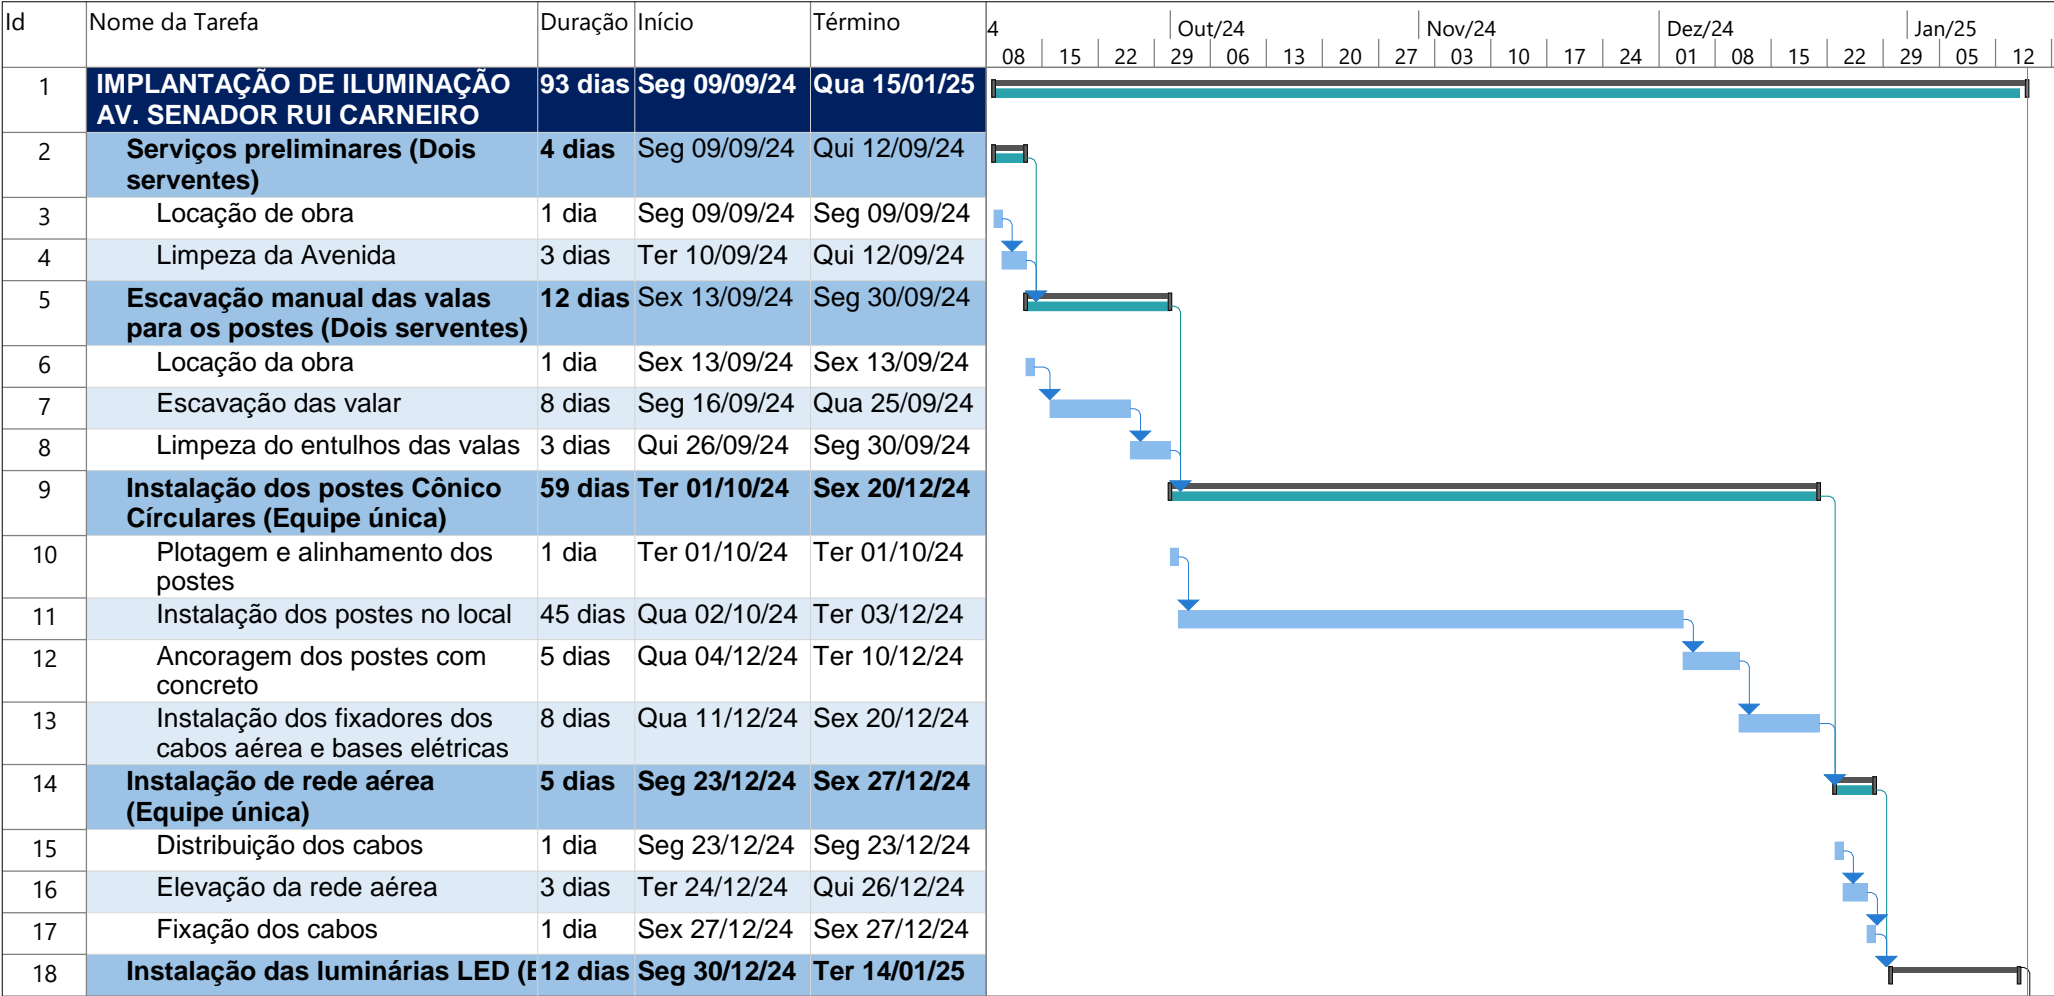 Id Nome da Tarefa Duração Início Término
4 Out/24 Nov/24 Dez/24 Jan/25
08 15 22 29 06 13 20 27 03 10 17 24 01 08 15 22 29 05 12
1 IMPLANTAÇÃO DE ILUMINAÇÃO 93 dias Seg 09/09/24 Qua 15/01/25
AV. SENADOR RUI CARNEIRO
2 Serviços preliminares (Dois 4 dias Seg 09/09/24 Qui 12/09/24
serventes)
3 Locação de obra 1 dia Seg 09/09/24 Seg 09/09/24
4 Limpeza da Avenida 3 dias Ter 10/09/24 Qui 12/09/24
5 Escavação manual das valas 12 dias Sex 13/09/24 Seg 30/09/24
para os postes (Dois serventes)
6 Locação da obra 1 dia Sex 13/09/24 Sex 13/09/24
7 Escavação das valar 8 dias Seg 16/09/24 Qua 25/09/24
8 Limpeza do entulhos das valas 3 dias Qui 26/09/24 Seg 30/09/24
9 Instalação dos postes Cônico 59 dias Ter 01/10/24 Sex 20/12/24
Círculares (Equipe única)
10 Plotagem e alinhamento dos 1 dia Ter 01/10/24 Ter 01/10/24
postes
11 Instalação dos postes no local 45 dias Qua 02/10/24 Ter 03/12/24
12 Ancoragem dos postes com 5 dias Qua 04/12/24 Ter 10/12/24
concreto
13 Instalação dos fixadores dos 8 dias Qua 11/12/24 Sex 20/12/24
cabos aérea e bases elétricas
14 Instalação de rede aérea 5 dias Seg 23/12/24 Sex 27/12/24
(Equipe única)
15 Distribuição dos cabos 1 dia Seg 23/12/24 Seg 23/12/24
16 Elevação da rede aérea 3 dias Ter 24/12/24 Qui 26/12/24
17 Fixação dos cabos 1 dia Sex 27/12/24 Sex 27/12/24
18 Instalação das luminárias LED (E 12 dias Seg 30/12/24 Ter 14/01/25